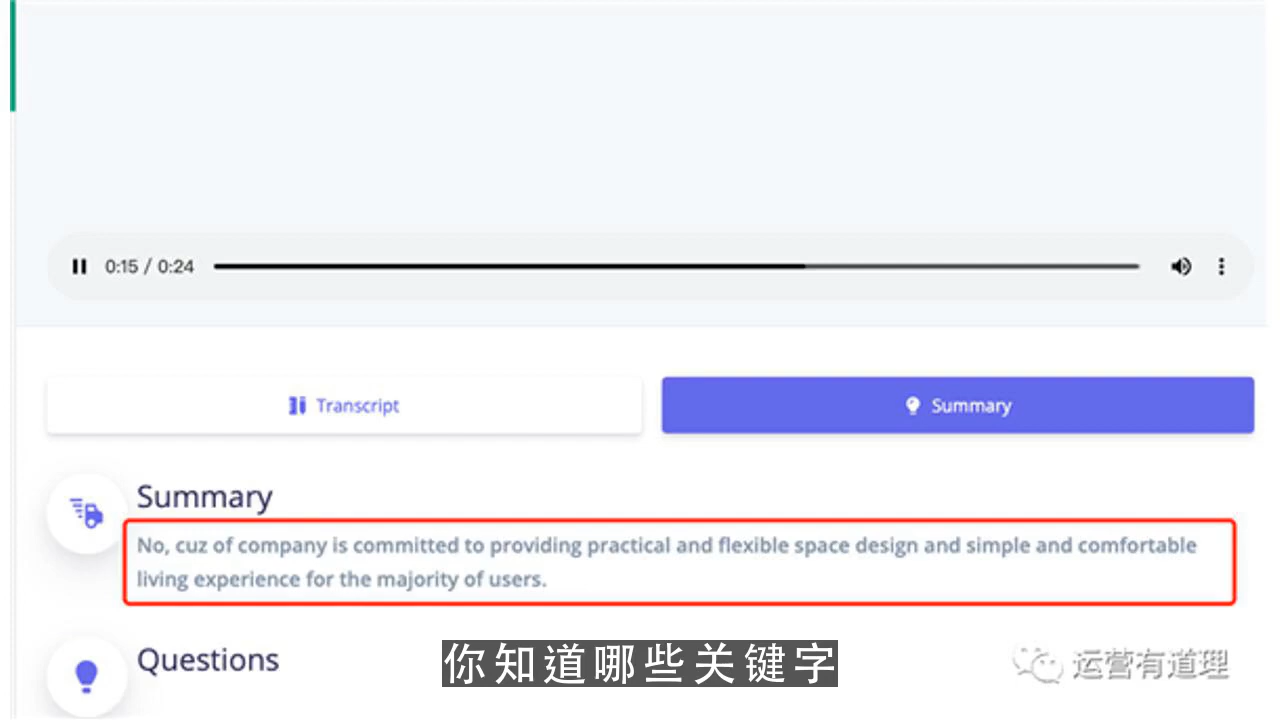 0:15 / 0:24
Transcript
Summary
Summary
No, cuz of company is committed to providing practical and flexible space design and simple and comfortable
living experience for the majority of users.
Questions
你知道哪些关键字
运营有道理